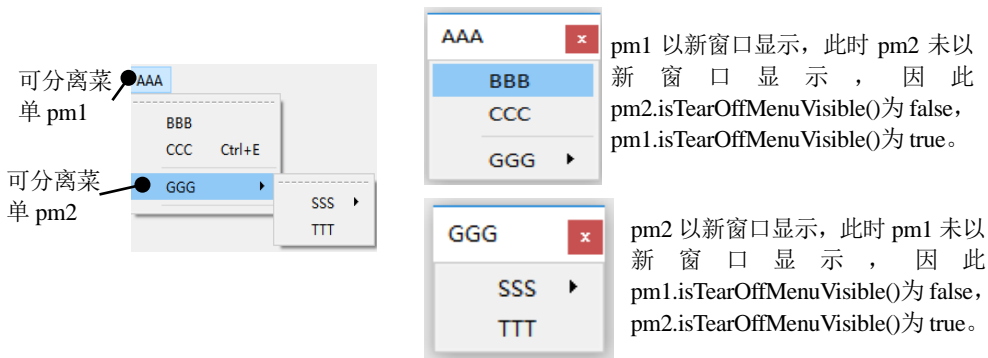 可分离菜
单 pm1
AAA
BBB
CCC Ctrl+E
GGG
可分离菜
单 pm2
SSS
TTT
AAA x
BBB
CCC
GGG
pm1 以新窗口显示，此时 pm2 未以
新窗口显示，因此
pm2.isTearOffMenuVisible()为 false，
pm1.isTearOffMenuVisible()为 true。
GGG x
SSS
TTT
pm2 以新窗口显示，此时 pm1 未以
新窗口显示，因此
pm1.isTearOffMenuVisible()为 false，
pm2.isTearOffMenuVisible()为 true。